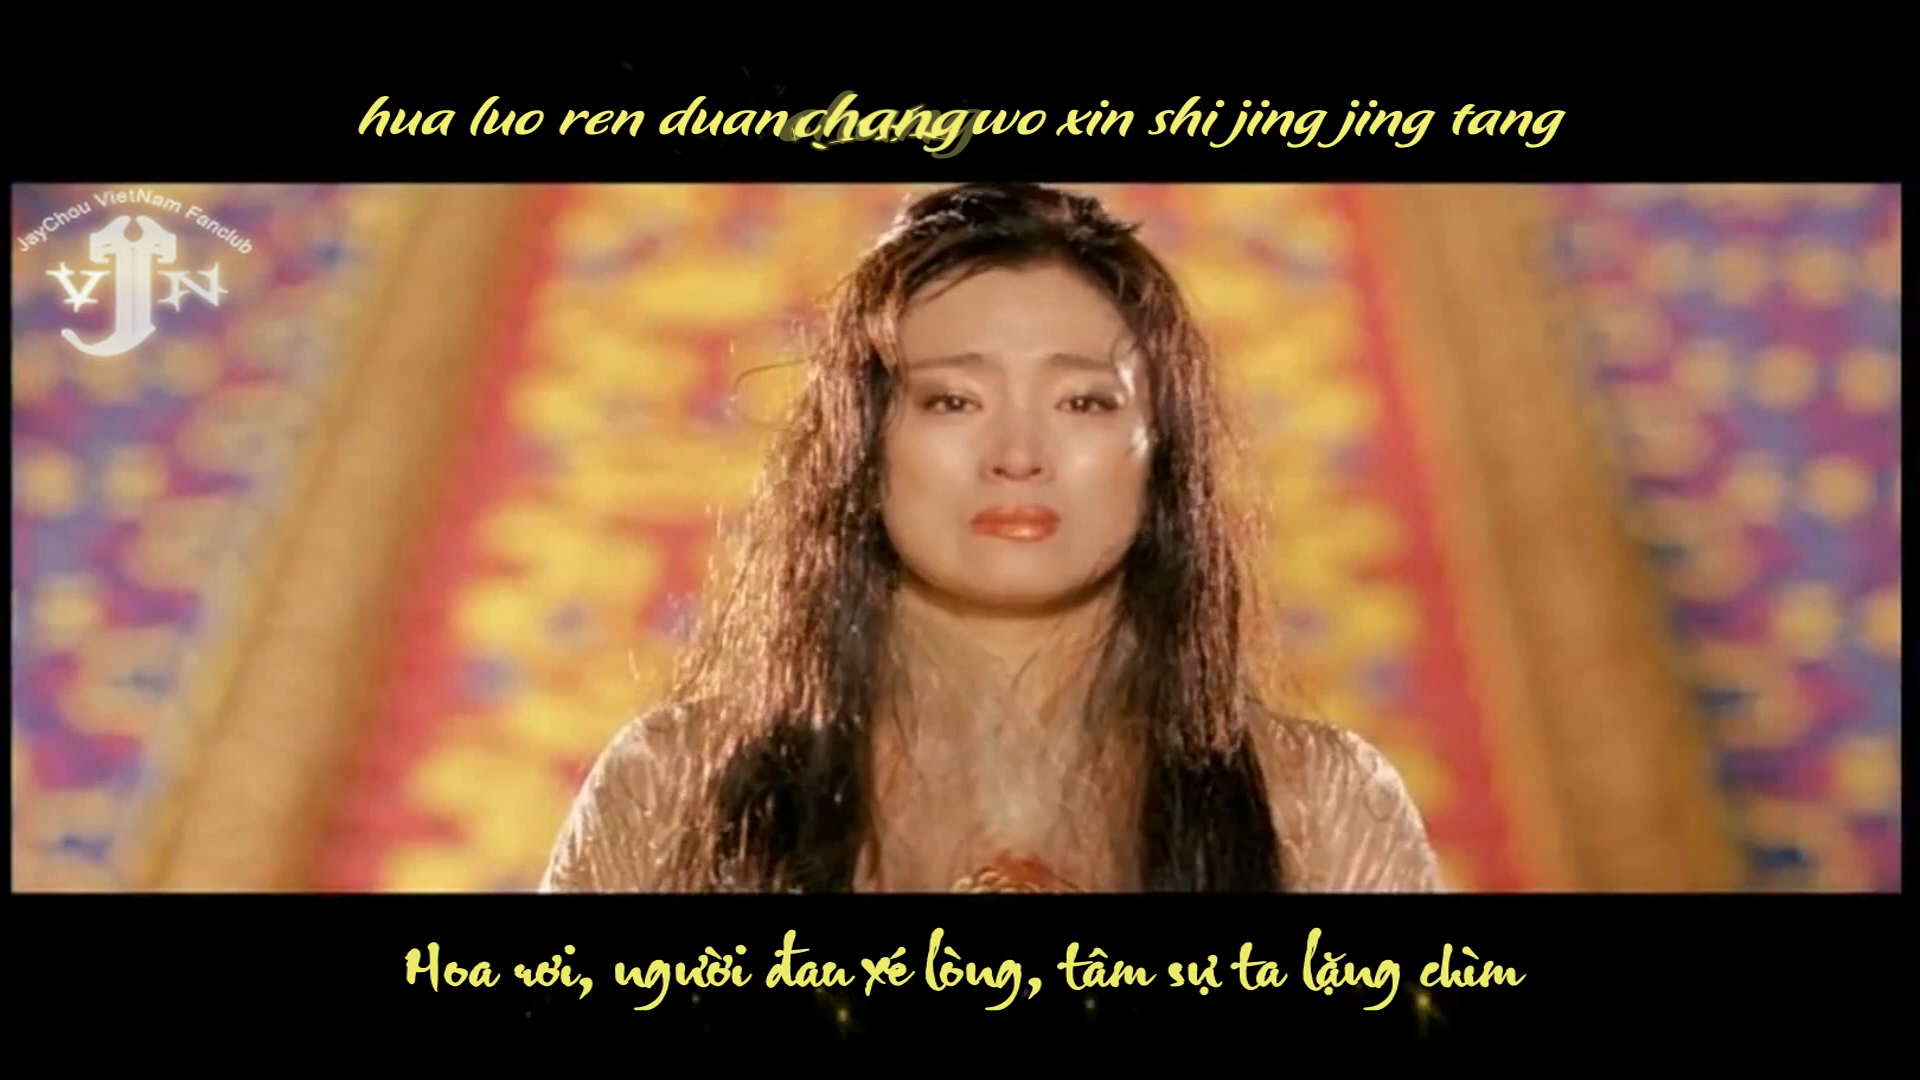 hua luo ren duan chang wo xin shi jing jing tang
JayChou VietNam Fanclub
VJN
Hoa rơi, người đau xé lòng, tâm sự ta lặng chìm